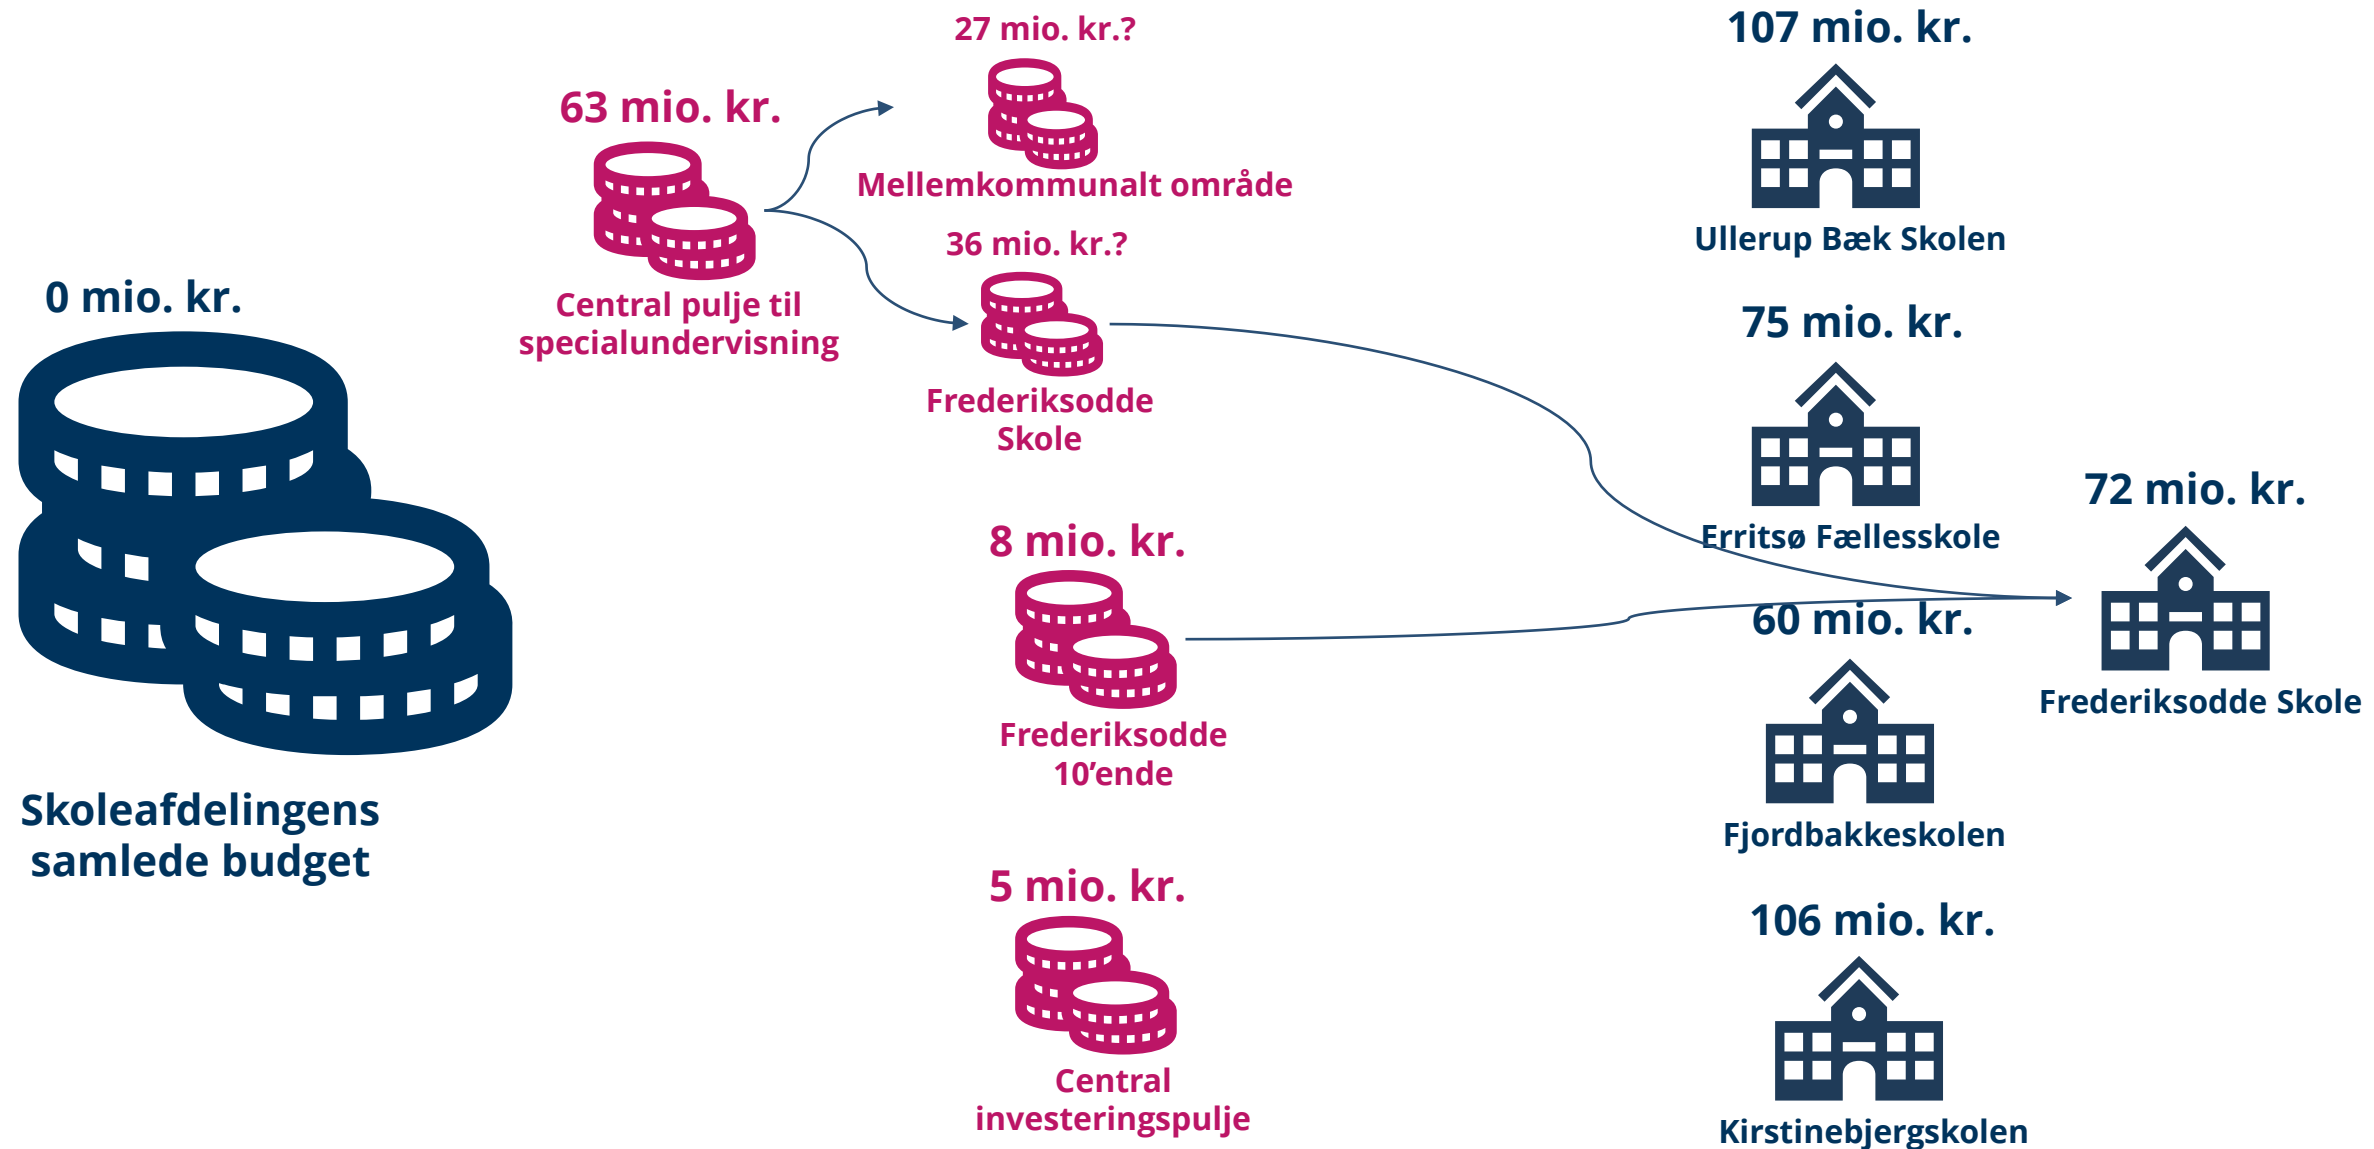 0 mio. kr.
Skoleafdelingens
samlede budget
63 mio. kr.
Central pulje til
specialundervisning
27 mio. kr.?
Mellemkommunalt område
36 mio. kr.?
Frederiksodde
Skole
8 mio. kr.
Frederiksodde
10’ende
5 mio. kr.
Central
investeringspulje
107 mio. kr.
Ullerup Bæk Skolen
75 mio. kr.
Erritsø Fællesskole
60 mio. kr.
Fjordbakkeskolen
106 mio. kr.
Kirstinebjergskolen
72 mio. kr.
Frederiksodde Skole